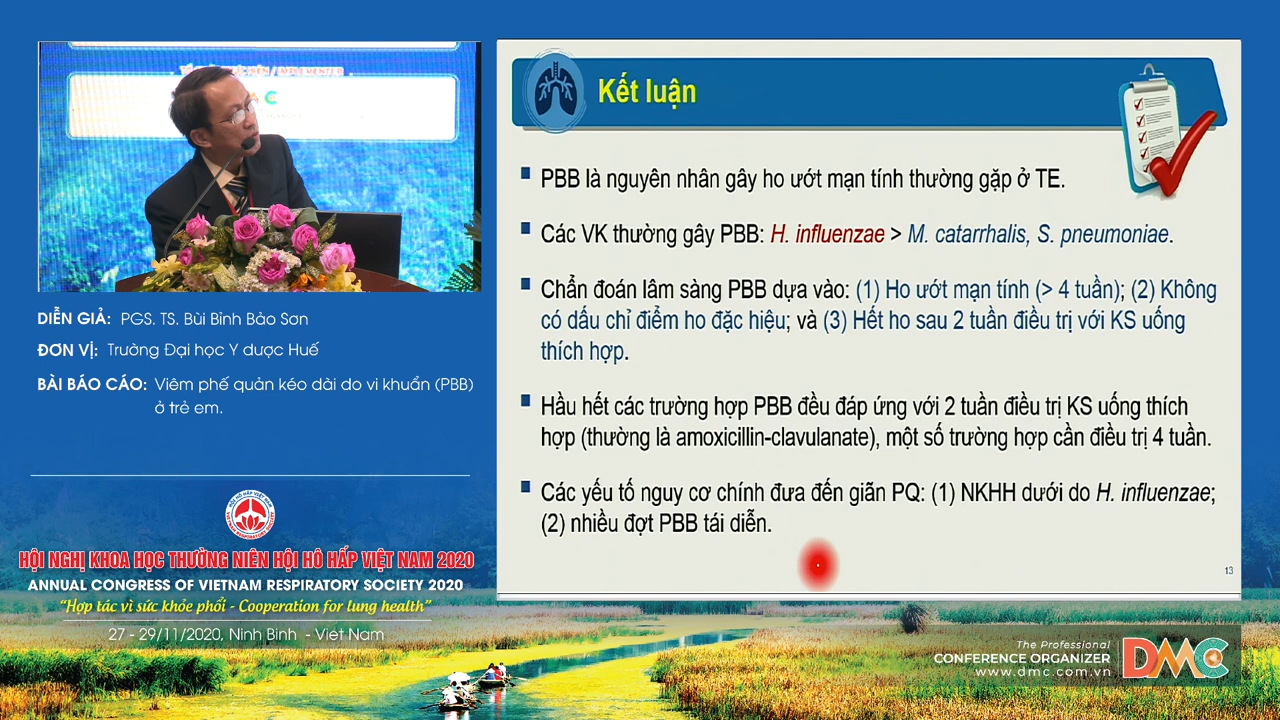 DIỄN GIẢ: PGS. TS. Bùi Bỉnh Bảo Sơn
ĐƠN VỊ: Trường Đại học Y dược Huế
BÀI BÁO CÁO: Viêm phế quản kéo dài do vi khuẩn (PBB)
ở trẻ em.
HỘI NGHỊ KHOA HỌC THƯỜNG NIÊN HỘI HÔ HẤP VIỆT NAM 2020
ANNUAL CONGRESS OF VIETNAM RESPIRATORY SOCIETY 2020
“Hợp tác vì sức khỏe phổi - Cooperation for lung health”
27 - 29/11/2020, Ninh Bình - Việt Nam
Kết luận
PBB là nguyên nhân gây ho ướt mạn tính thường gặp ở TE.
Các VK thường gây PBB: H. influenzae > M. catarrhalis, S. pneumoniae.
Chẩn đoán lâm sàng PBB dựa vào: (1) Ho ướt mạn tính (> 4 tuần); (2) Không
có dấu chỉ điểm ho đặc hiệu; và (3) Hết ho sau 2 tuần điều trị với KS uống
thích hợp.
Hầu hết các trường hợp PBB đều đáp ứng với 2 tuần điều trị KS uống thích
hợp (thường là amoxicillin-clavulanate), một số trường hợp cần điều trị 4 tuần.
Các yếu tố nguy cơ chính đưa đến giãn PQ: (1) NKHH dưới do H. influenzae;
(2) nhiều đợt PBB tái diễn.
13
The Professional
CONFERENCE ORGANIZER
www.dmc.com.vn
DMC